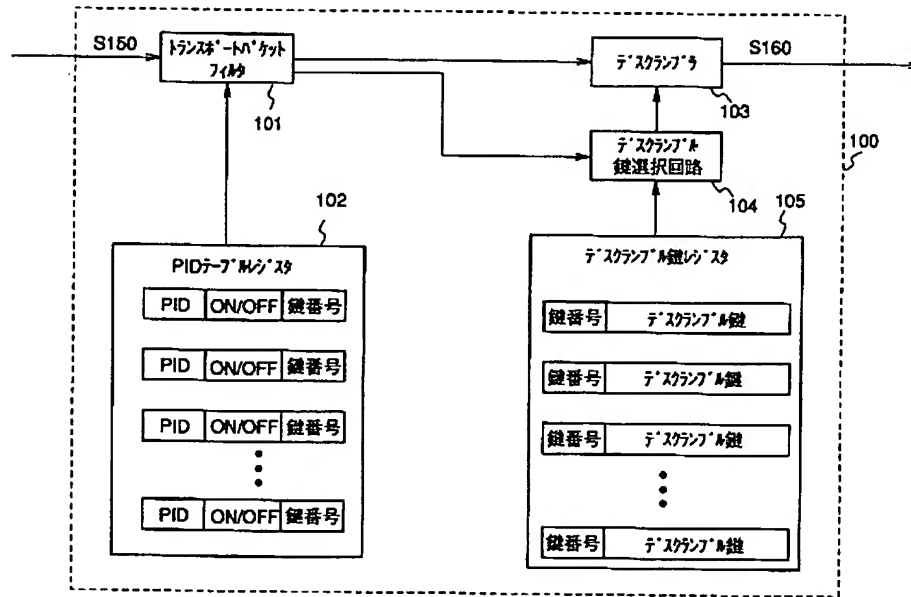 S150
トランスポートパケット
フィルタ
101
デスクランブラ
S160
103
デスクランブル
鍵選択回路
104
100
102
PIDテーブルレジスタ
PID ON/OFF 鍵番号
PID ON/OFF 鍵番号
PID ON/OFF 鍵番号
PID ON/OFF 鍵番号
105
デスクランブル鍵レジスタ
鍵番号 デスクランブル鍵
鍵番号 デスクランブル鍵
鍵番号 デスクランブル鍵
鍵番号 デスクランブル鍵